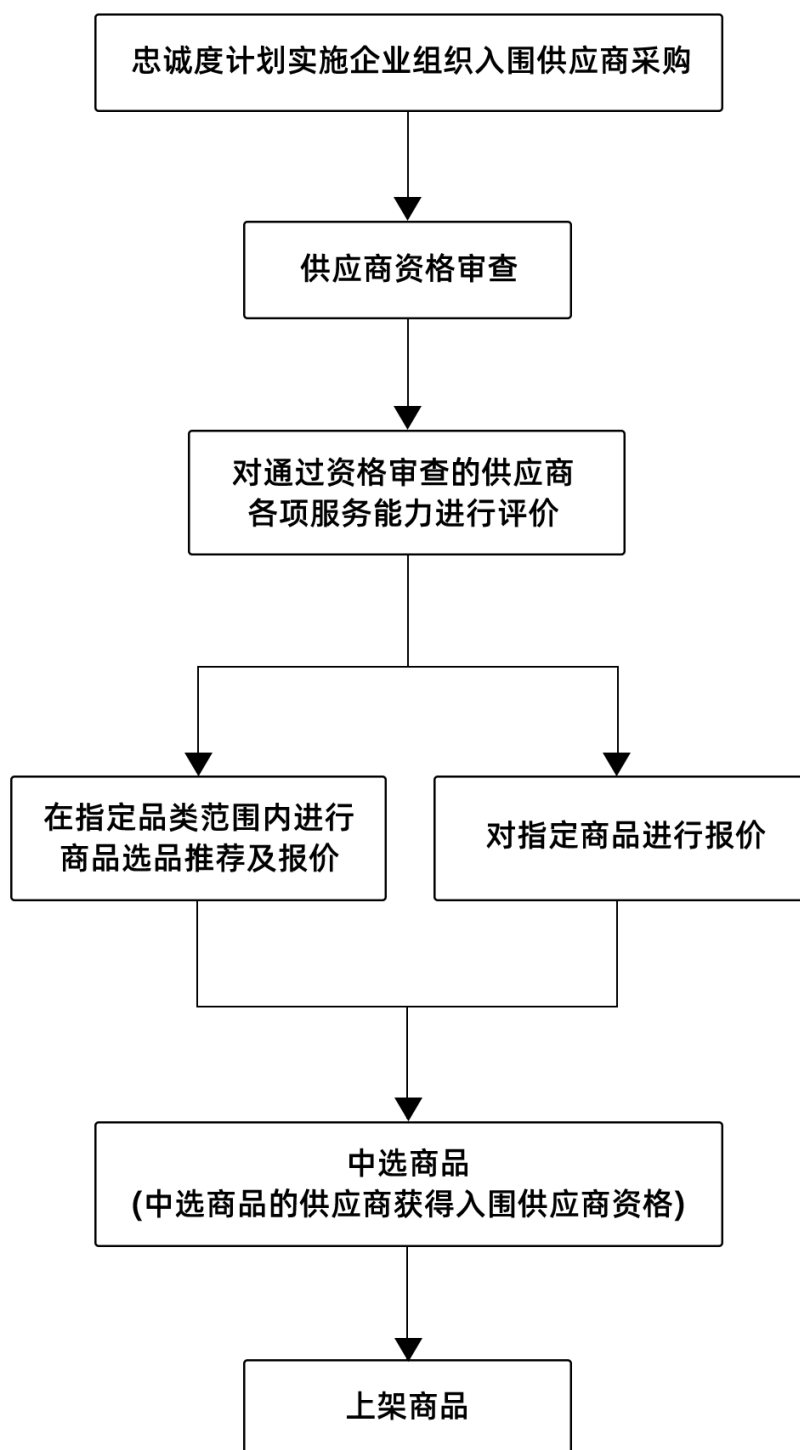 忠诚度计划实施企业组织入围供应商采购
供应商资格审查
对通过资格审查的供应商
各项服务能力进行评价
在指定品类范围内进行
商品选品推荐及报价
对指定商品进行报价
中选商品
(中选商品的供应商获得入围供应商资格)
上架商品